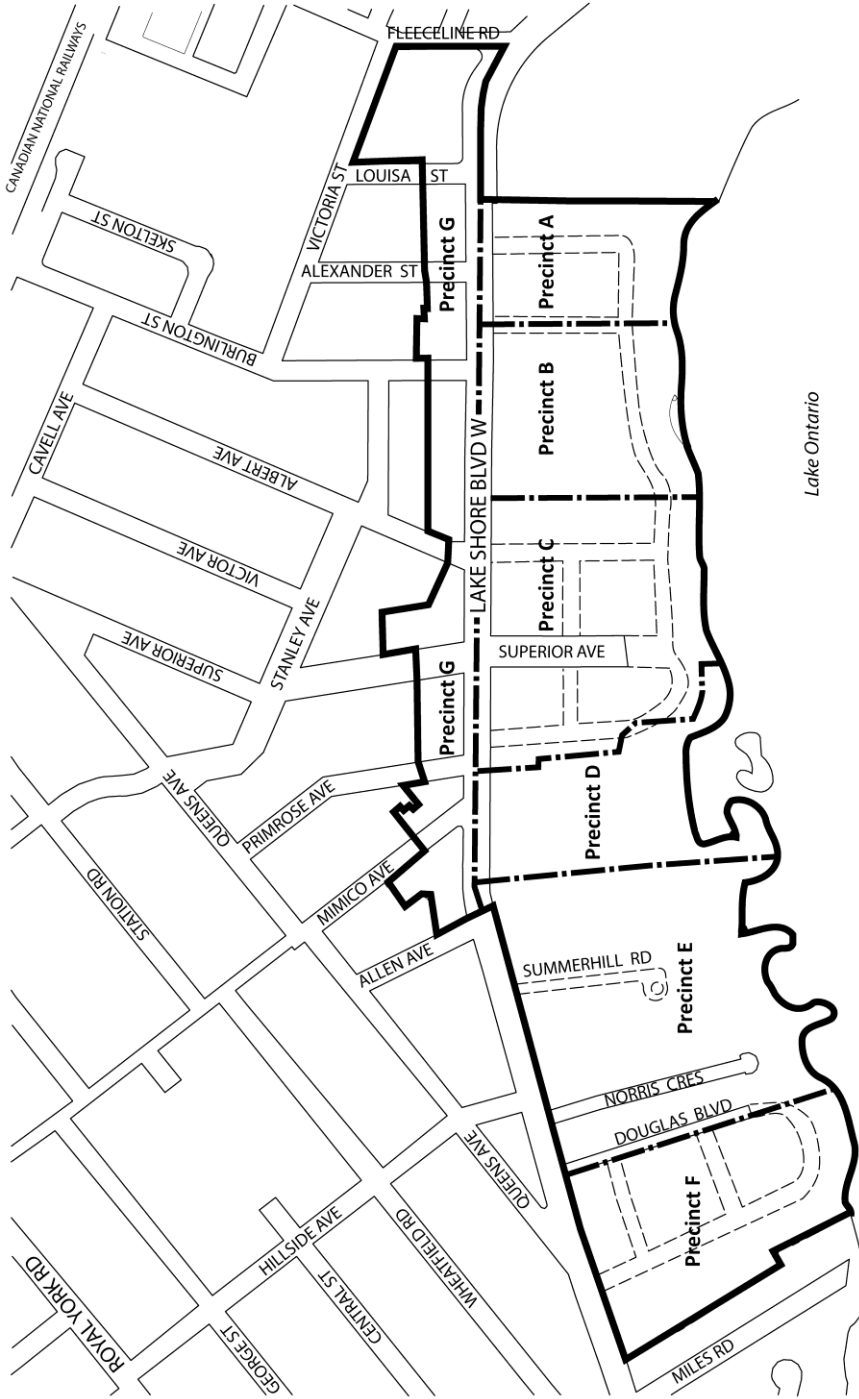 FLEECELINE RD
CANADIAN NATIONAL RAILWAYS
VICTORIA ST
LOUISA ST
SKELTON ST
ALEXANDER ST
Precinct G
Precinct A
BURLINGTON ST
CAVELL AVE
Precinct B
ALBERT AVE
LAKE SHORE BLVD W
Lake Ontario
VICTOR AVE
Precinct C
SUPERIOR AVE
STANLEY AVE
SUPERIOR AVE
Precinct G
QUEENS AVE
PRIMROSE AVE
Precinct D
STATION RD
MIMICO AVE
ALLEN AVE
SUMMERHILL RD
Precinct E
NORRIS CRES
DOUGLAS BLVD
QUEENS AVE
Precinct F
HILLSIDE AVE
WHEATFIELD RD
CENTRAL ST
ROYAL YORK RD
GEORGE ST
MILES RD